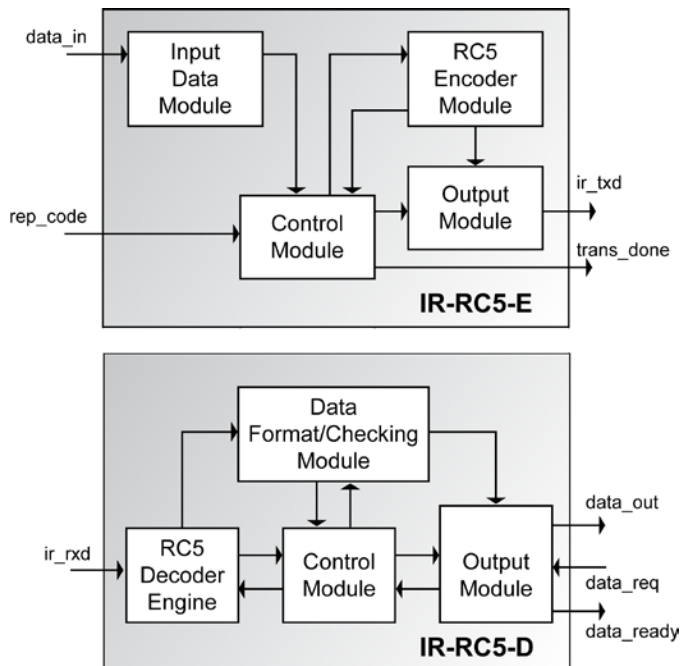 data_in
Input
Data
Module
RC5
Encoder
Module
rep_code
Control
Module
Output
Module
ir_txd
trans_done
IR-RC5-E
Data
Format/Checking
Module
ir_rxd
RC5
Decoder
Engine
Control
Module
Output
Module
data_out
data_req
data_ready
IR-RC5-D